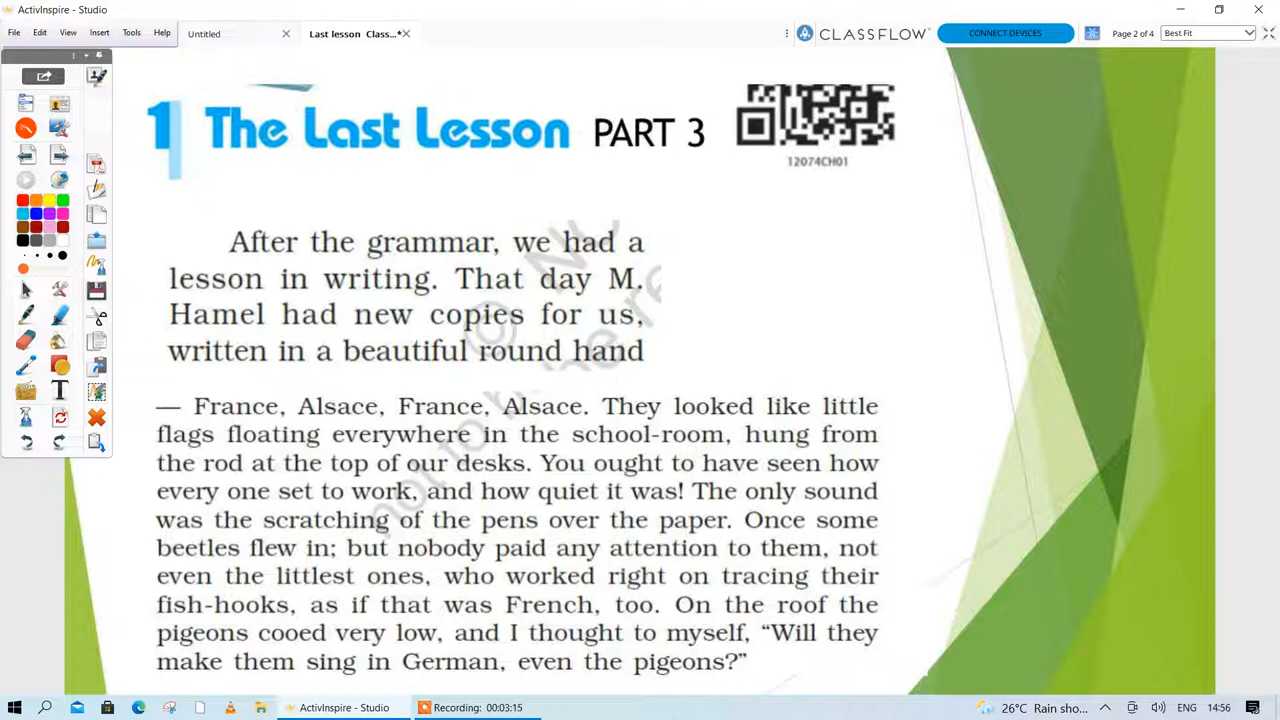 ActivInspire - Studio
File Edit View Insert Tools Help
Untitled
Last lesson Class...*
CLASSFLOW
CONNECT DEVICES
Page 2 of 4
Best Fit
1 The Last Lesson PART 3
12074CH01
After the grammar, we had a
lesson in writing. That day M.
Hamel had new copies for us,
written in a beautiful round hand
— France, Alsace, France, Alsace. They looked like little
flags floating everywhere in the school-room, hung from
the rod at the top of our desks. You ought to have seen how
every one set to work, and how quiet it was! The only sound
was the scratching of the pens over the paper. Once some
beetles flew in; but nobody paid any attention to them, not
even the littlest ones, who worked right on tracing their
fish-hooks, as if that was French, too. On the roof the
pigeons cooed very low, and I thought to myself, “Will they
make them sing in German, even the pigeons?”
ActivInspire - Studio
Recording: 00:03:15
26°C Rain sho...
14:56